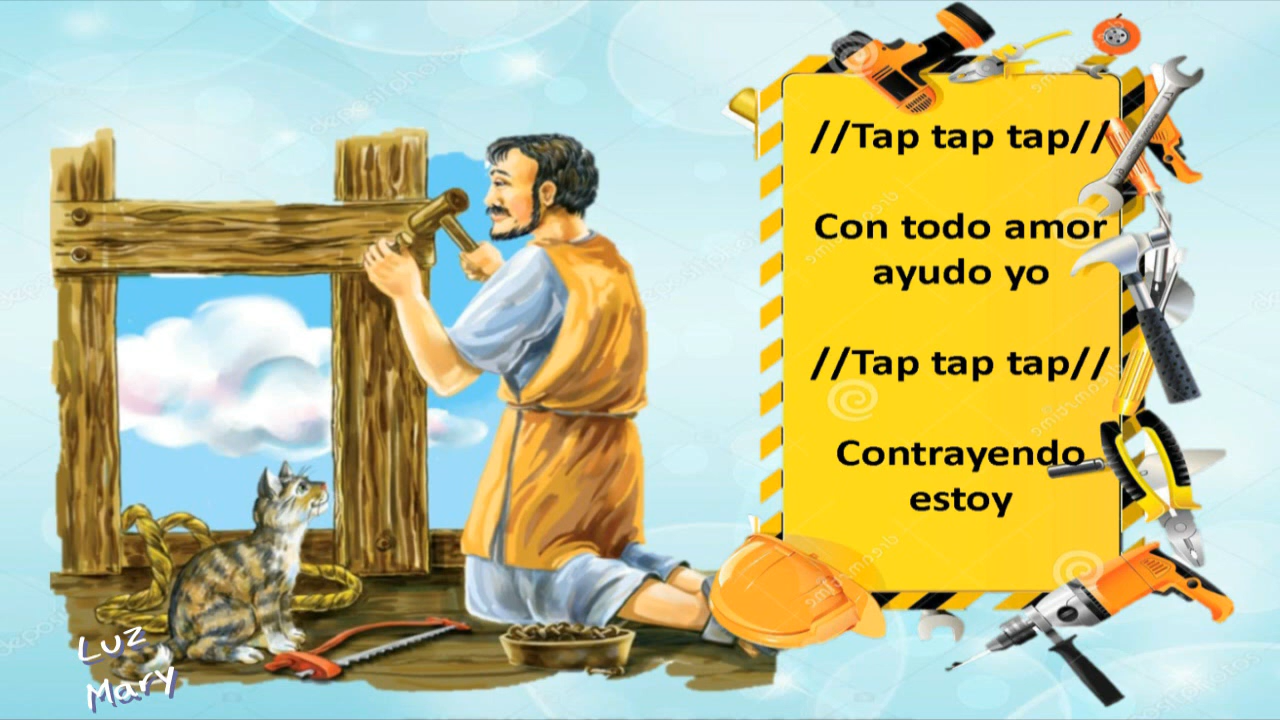 //Tap tap tap//
Con todo amor
ayudo yo
//Tap tap tap//
Contrayendo
estoy
Luz
Mary